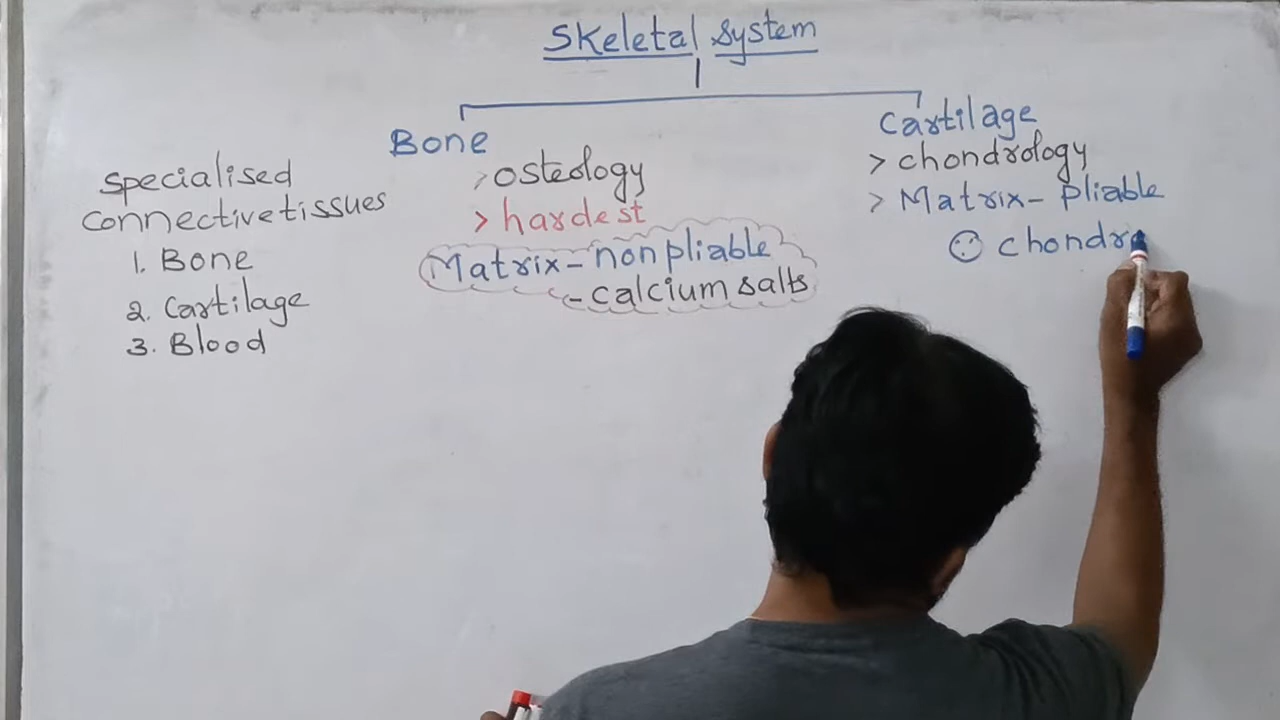 Skeletal System
Bone
> osteology
> hardest
Matrix - non pliable
- calcium salts
Cartilage
> chondrology
> Matrix - Pliable
chondr
specialised
connective tissues
1. Bone
2. Cartilage
3. Blood